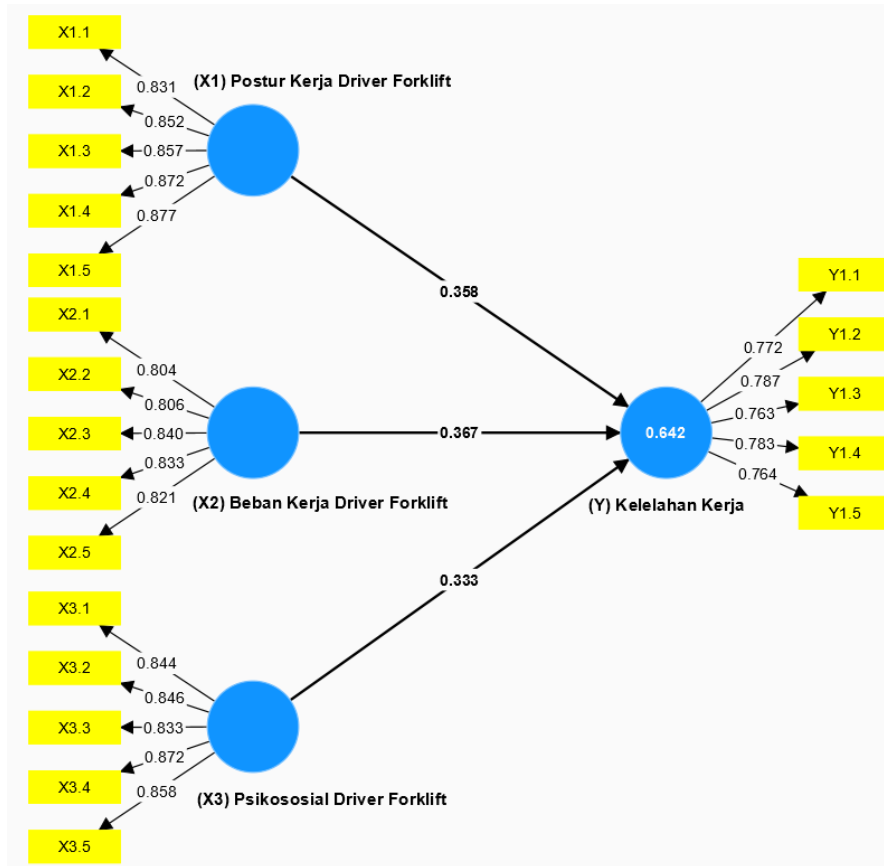 X1.1
0.831
(X1) Postur Kerja Driver Forklift
X1.2
0.852
X1.3
0.857
X1.4
0.872
X1.5
0.877
0.358
X2.1
0.804
X2.2
0.806
X2.3
0.840
X2.4
0.833
X2.5
0.821
(X2) Beban Kerja Driver Forklift
0.367
0.642
(Y) Kelelahan Kerja
Y1.1
0.772
Y1.2
0.787
Y1.3
0.763
Y1.4
0.783
Y1.5
0.764
0.333
X3.1
0.844
X3.2
0.846
X3.3
0.833
X3.4
0.872
X3.5
0.858
(X3) Psikososial Driver Forklift